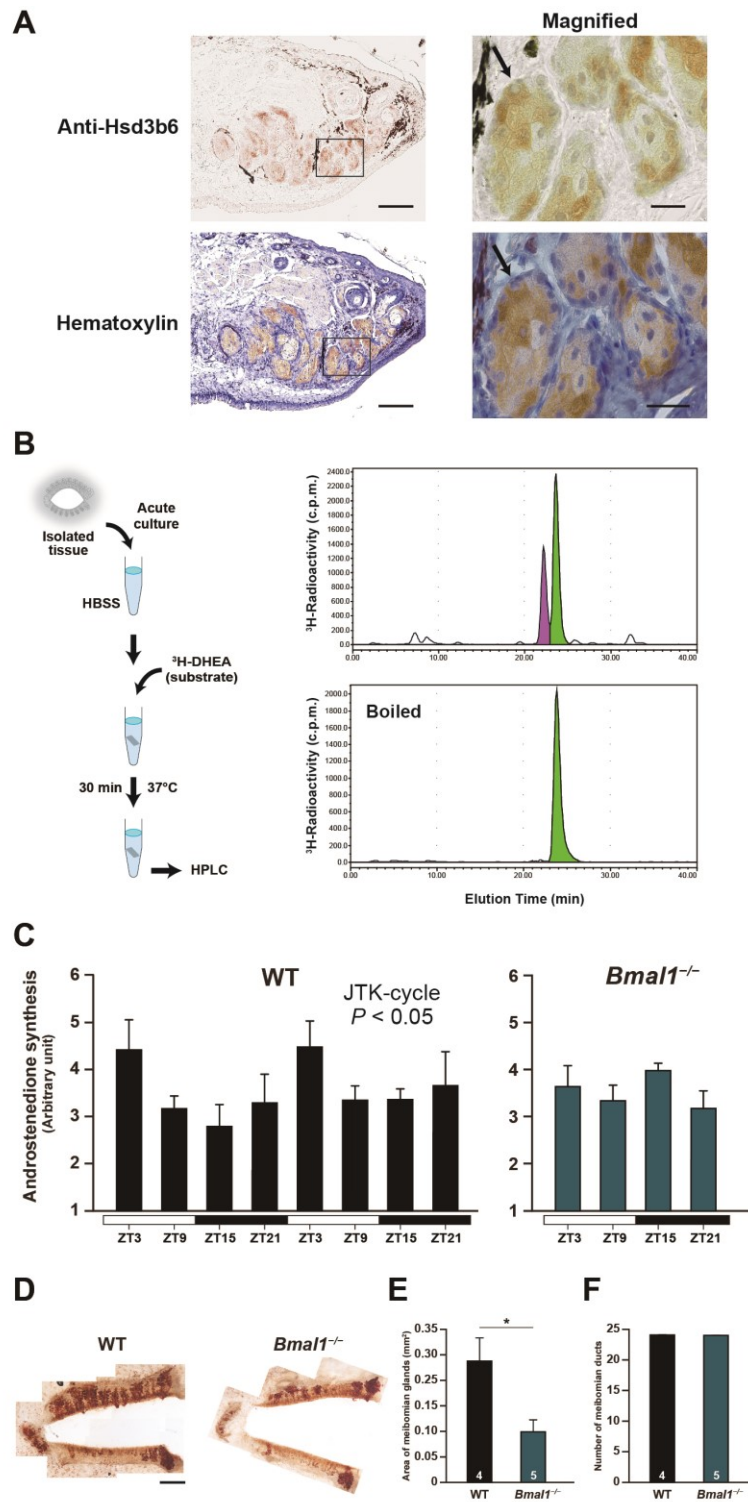 A
Magnified
Anti-Hsd3b6
Hematoxylin
B
Isolated
tissue
Acute
culture
HBSS
³H-DHEA
(substrate)
30 min
37°C
HPLC
³H-Radioactivity (c.p.m.)
2400.0
2200.0
2000.0
1800.0
1600.0
1400.0
1200.0
1000.0
800.0
600.0
400.0
200.0
0.0
0.00
10.00
20.00
30.00
40.00
Boiled
³H-Radioactivity (c.p.m.)
2000.0
1800.0
1600.0
1400.0
1200.0
1000.0
800.0
600.0
400.0
200.0
0.0
0.00
10.00
20.00
30.00
40.00
Elution Time (min)
C
WT
JTK-cycle
P < 0.05
Androstenedione synthesis
(Arbitrary unit)
6
5
4
3
2
1
ZT3 ZT9 ZT15 ZT21 ZT3 ZT9 ZT15 ZT21
Bmal1⁻/⁻
6
5
4
3
2
1
ZT3 ZT9 ZT15 ZT21
D
WT
Bmal1⁻/⁻
E
Area of meibomian glands (mm²)
0.35
0.30
0.25
0.20
0.15
0.10
0.05
0
*
4
5
WT
Bmal1⁻/⁻
F
Number of meibomian ducts
25
20
15
10
5
0
4
5
WT
Bmal1⁻/⁻